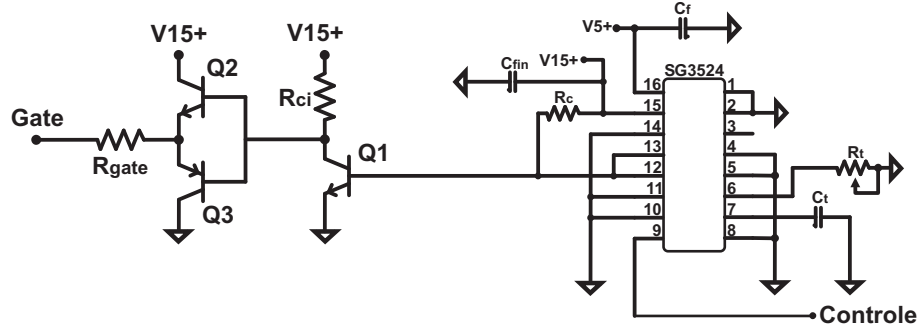 V15+
Q2
V15+
Rci
Gate
Rgate
Q3
Q1
V5+
Cf
V15+
Cfin
SG3524
Rc
16
15
14
13
12
11
10
9
1
2
3
4
5
6
7
8
Rt
Ct
Controle